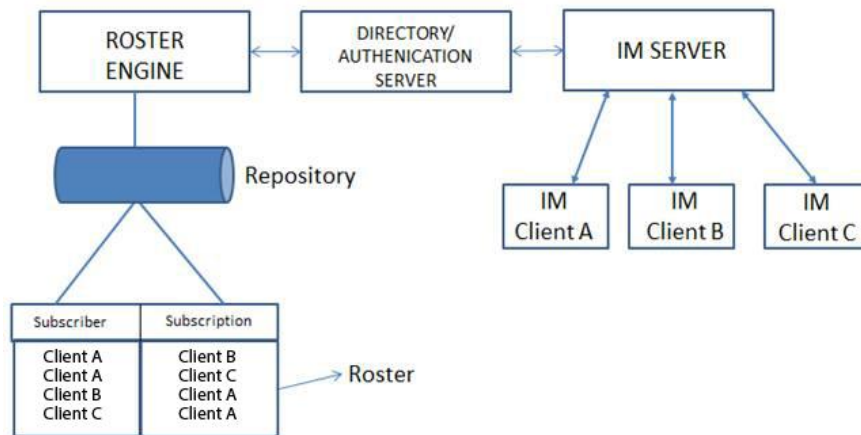 ROSTER
ENGINE
DIRECTORY/
AUTHENICATION
SERVER
IM SERVER
Repository
IM
Client A
IM
Client B
IM
Client C
Subscriber
Subscription
Client A
Client B
Client A
Client C
Client B
Client A
Client C
Client A
Roster